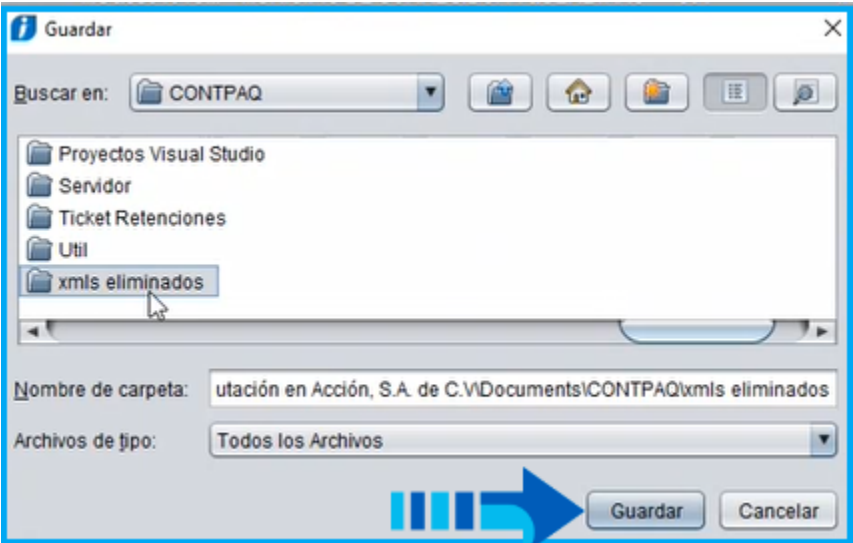 Guardar
Buscar en: CONTPAQ
Proyectos Visual Studio
Servidor
Ticket Retenciones
Util
xmls eliminados
Nombre de carpeta: utación en Acción, S.A. de C.V\Documents\CONTPAQ\xmls eliminados
Archivos de tipo: Todos los Archivos
Guardar Cancelar